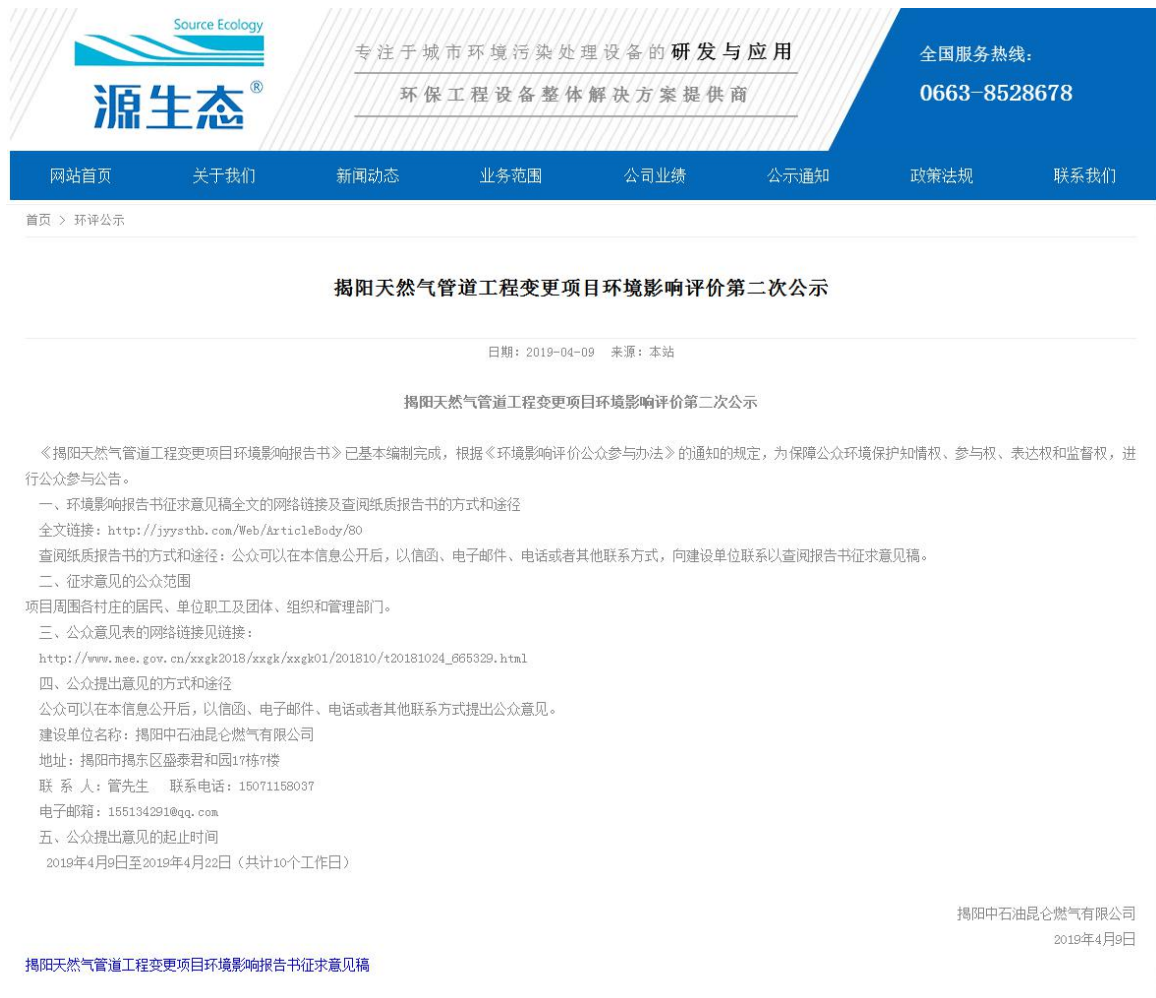 Source Ecology
源生态®
专注于城市环境污染处理设备的研发与应用
环保工程设备整体解决方案提供商
全国服务热线：
0663-8528678
网站首页 关于我们 新闻动态 业务范围 公司业绩 公示通知 政策法规 联系我们
首页 > 环评公示
揭阳天然气管道工程变更项目环境影响评价第二次公示
日期：2019-04-09 来源：本站
揭阳天然气管道工程变更项目环境影响评价第二次公示
《揭阳天然气管道工程变更项目环境影响报告书》已基本编制完成，根据《环境影响评价公众参与办法》的通知的规定，为保障公众环境保护知情权、参与权、表达权和监督权，进
行公众参与公告。
一、环境影响报告书征求意见稿全文的网络链接及查阅纸质报告书的方式和途径
全文链接：http://jyysthb.com/Web/ArticleBody/80
查阅纸质报告书的方式和途径：公众可以在本信息公开后，以信函、电子邮件、电话或者其他联系方式，向建设单位联系以查阅报告书征求意见稿。
二、征求意见的公众范围
项目周围各村庄的居民、单位职工及团体、组织和管理部门。
三、公众意见表的网络链接见链接：
http://www.mee.gov.cn/xxgk2018/xxgk/xxgk01/201810/t20181024_665329.html
四、公众提出意见的方式和途径
公众可以在本信息公开后，以信函、电子邮件、电话或者其他联系方式提出公众意见。
建设单位名称：揭阳中石油昆仑燃气有限公司
地址：揭阳市揭东区盛泰君和园17栋7楼
联 系 人：管先生 联系电话：15071158037
电子邮箱：155134291@qq.com
五、公众提出意见的起止时间
2019年4月9日至2019年4月22日（共计10个工作日）
揭阳中石油昆仑燃气有限公司
2019年4月9日
揭阳天然气管道工程变更项目环境影响报告书征求意见稿